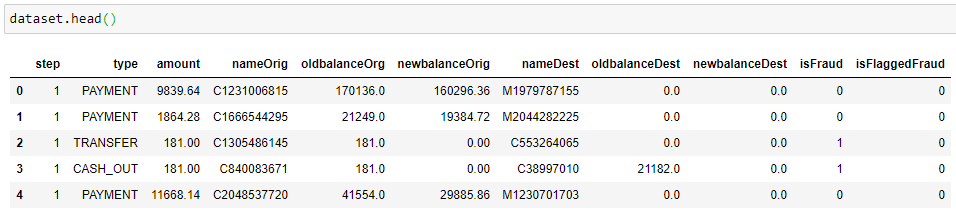 dataset.head()
step type amount nameOrig oldbalanceOrg newbalanceOrig nameDest oldbalanceDest newbalanceDest isFraud isFlaggedFraud
0 1 PAYMENT 9839.64 C1231006815 170136.0 160296.36 M1979787155 0.0 0.0 0 0
1 1 PAYMENT 1864.28 C1666544295 21249.0 19384.72 M2044282225 0.0 0.0 0 0
2 1 TRANSFER 181.00 C1305486145 181.0 0.00 C553264065 0.0 0.0 1 0
3 1 CASH_OUT 181.00 C840083671 181.0 0.00 C38997010 21182.0 0.0 1 0
4 1 PAYMENT 11668.14 C2048537720 41554.0 29885.86 M1230701703 0.0 0.0 0 0